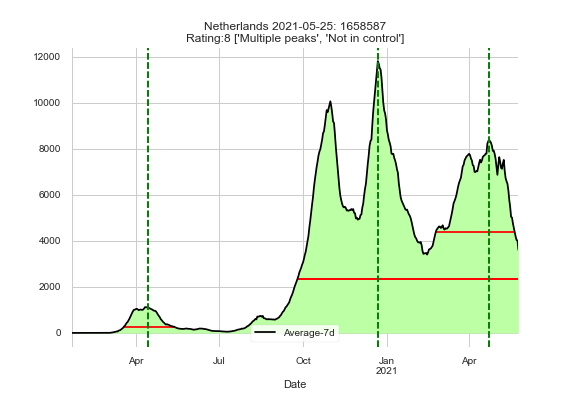 Netherlands 2021-05-25: 1658587
Rating:8 ['Multiple peaks', 'Not in control']
12000
10000
8000
6000
4000
2000
0
Average-7d
Apr Jul Oct Jan Apr
2021
Date